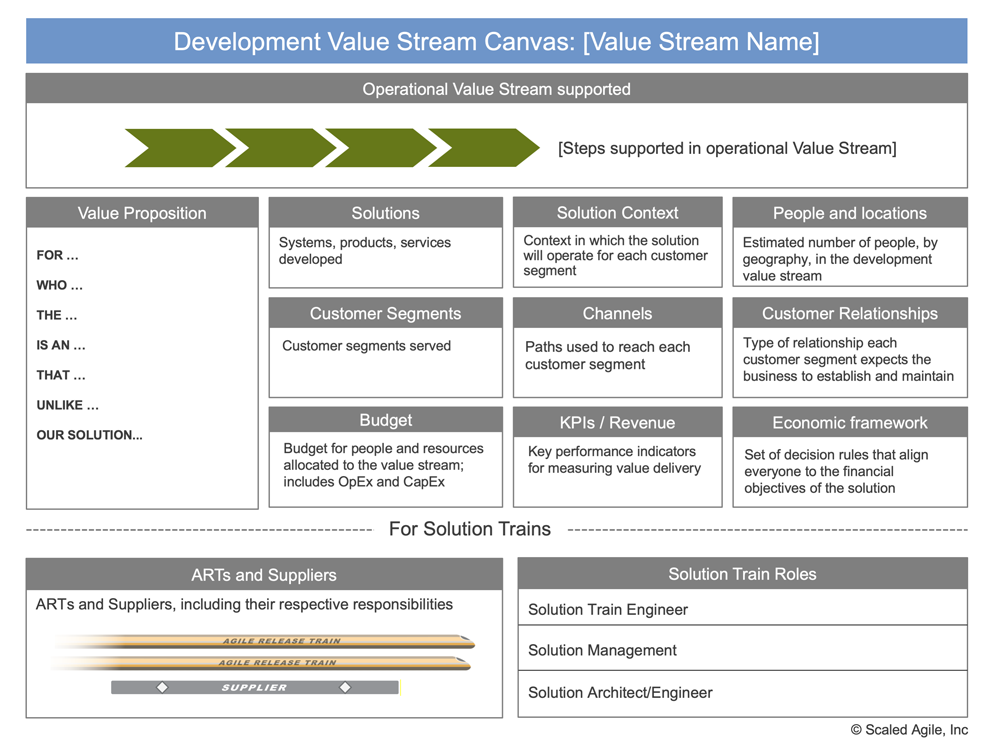 Development Value Stream Canvas: [Value Stream Name]
Operational Value Stream supported
[Steps supported in operational Value Stream]
Value Proposition
FOR …
WHO …
THE …
IS AN …
THAT …
UNLIKE …
OUR SOLUTION...
Solutions
Systems, products, services
developed
Solution Context
Context in which the solution
will operate for each customer
segment
People and locations
Estimated number of people, by
geography, in the development
value stream
Customer Segments
Customer segments served
Channels
Paths used to reach each
customer segment
Customer Relationships
Type of relationship each
customer segment expects the
business to establish and maintain
Budget
Budget for people and resources
allocated to the value stream;
includes OpEx and CapEx
KPIs / Revenue
Key performance indicators
for measuring value delivery
Economic framework
Set of decision rules that align
everyone to the financial
objectives of the solution
For Solution Trains
ARTs and Suppliers
ARTs and Suppliers, including their respective responsibilities
AGILE RELEASE TRAIN
AGILE RELEASE TRAIN
SUPPLIER
Solution Train Roles
Solution Train Engineer
Solution Management
Solution Architect/Engineer
© Scaled Agile, Inc